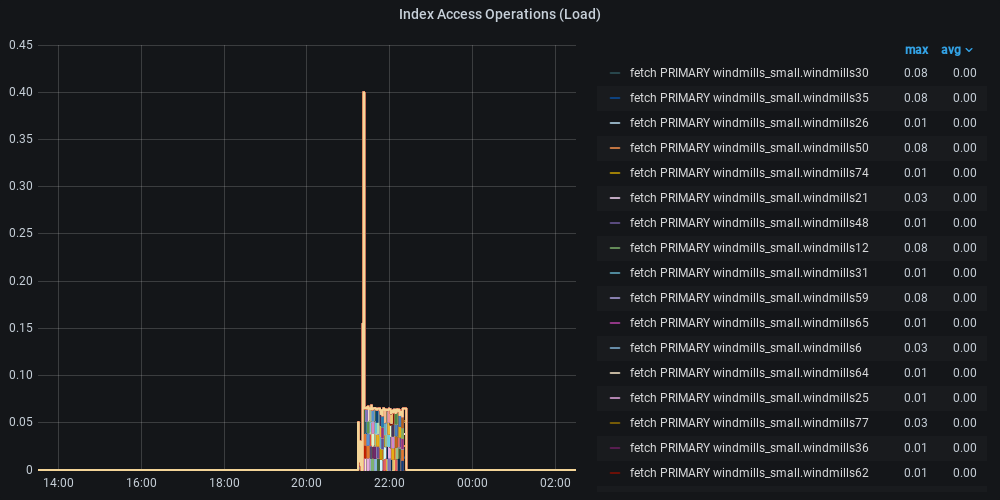 Index Access Operations (Load)
max avg
0.45
0.40
0.35
0.30
0.25
0.20
0.15
0.10
0.05
0
14:00 16:00 18:00 20:00 22:00 00:00 02:00
fetch PRIMARY windmills_small.windmills30 0.08 0.00
fetch PRIMARY windmills_small.windmills35 0.08 0.00
fetch PRIMARY windmills_small.windmills26 0.01 0.00
fetch PRIMARY windmills_small.windmills50 0.08 0.00
fetch PRIMARY windmills_small.windmills74 0.01 0.00
fetch PRIMARY windmills_small.windmills21 0.03 0.00
fetch PRIMARY windmills_small.windmills48 0.01 0.00
fetch PRIMARY windmills_small.windmills12 0.08 0.00
fetch PRIMARY windmills_small.windmills31 0.01 0.00
fetch PRIMARY windmills_small.windmills59 0.08 0.00
fetch PRIMARY windmills_small.windmills65 0.01 0.00
fetch PRIMARY windmills_small.windmills6 0.03 0.00
fetch PRIMARY windmills_small.windmills64 0.01 0.00
fetch PRIMARY windmills_small.windmills25 0.01 0.00
fetch PRIMARY windmills_small.windmills77 0.03 0.00
fetch PRIMARY windmills_small.windmills36 0.01 0.00
fetch PRIMARY windmills_small.windmills62 0.01 0.00